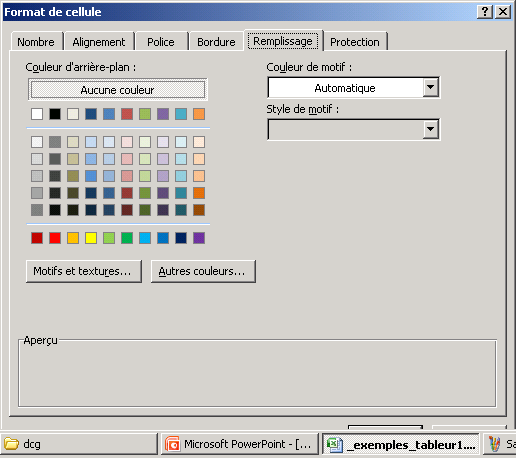 Format de cellule
Nombre Alignement Police Bordure Remplissage Protection
Couleur d'arrière-plan :
Aucune couleur
Couleur de motif :
Automatique
Style de motif :
Motifs et textures... Autres couleurs...
Aperçu
dcg Microsoft PowerPoint - [... _exemples_tableur1....